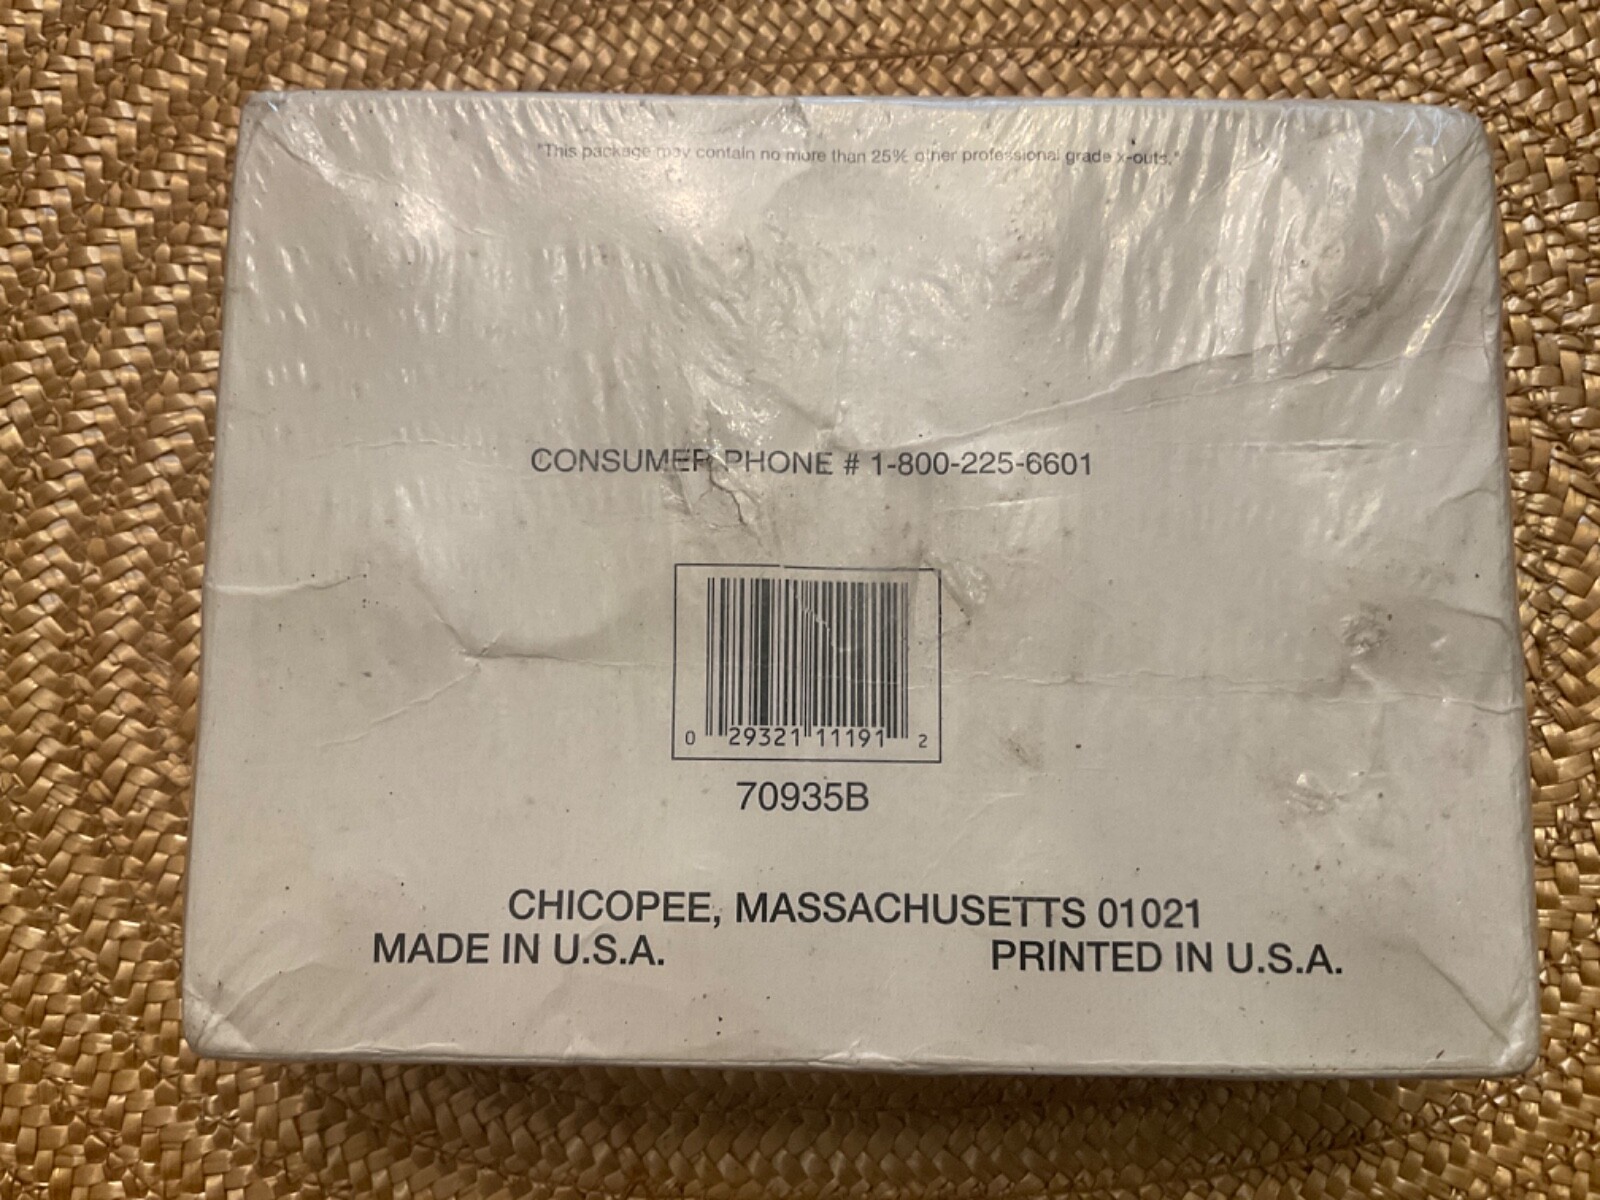 "This package may contain no more than 25% other professional grade x-outs."
CONSUMER PHONE # 1-800-225-6601
0 29321 11191 2
70935B
CHICOPEE, MASSACHUSETTS 01021
MADE IN U.S.A. PRINTED IN U.S.A.